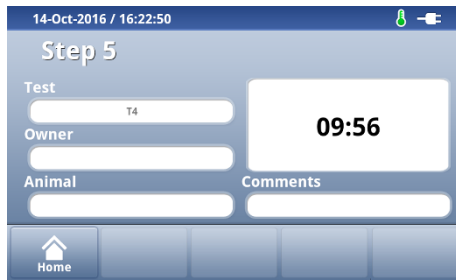 14-Oct-2016 / 16:22:50
Step 5
Test
T4
09:56
Owner
Animal
Comments
Home